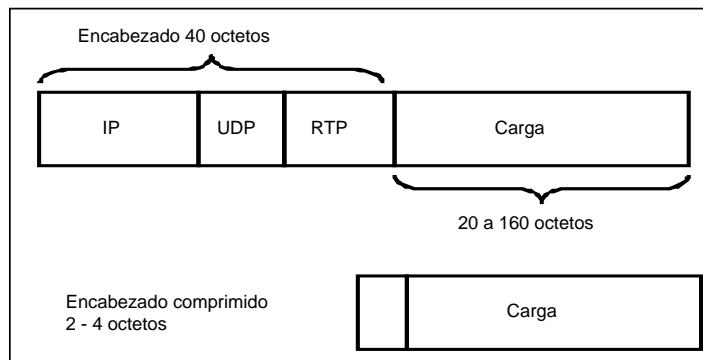 Encabezado 40 octetos
IP UDP RTP Carga
20 a 160 octetos
Encabezado comprimido
2 - 4 octetos
Carga